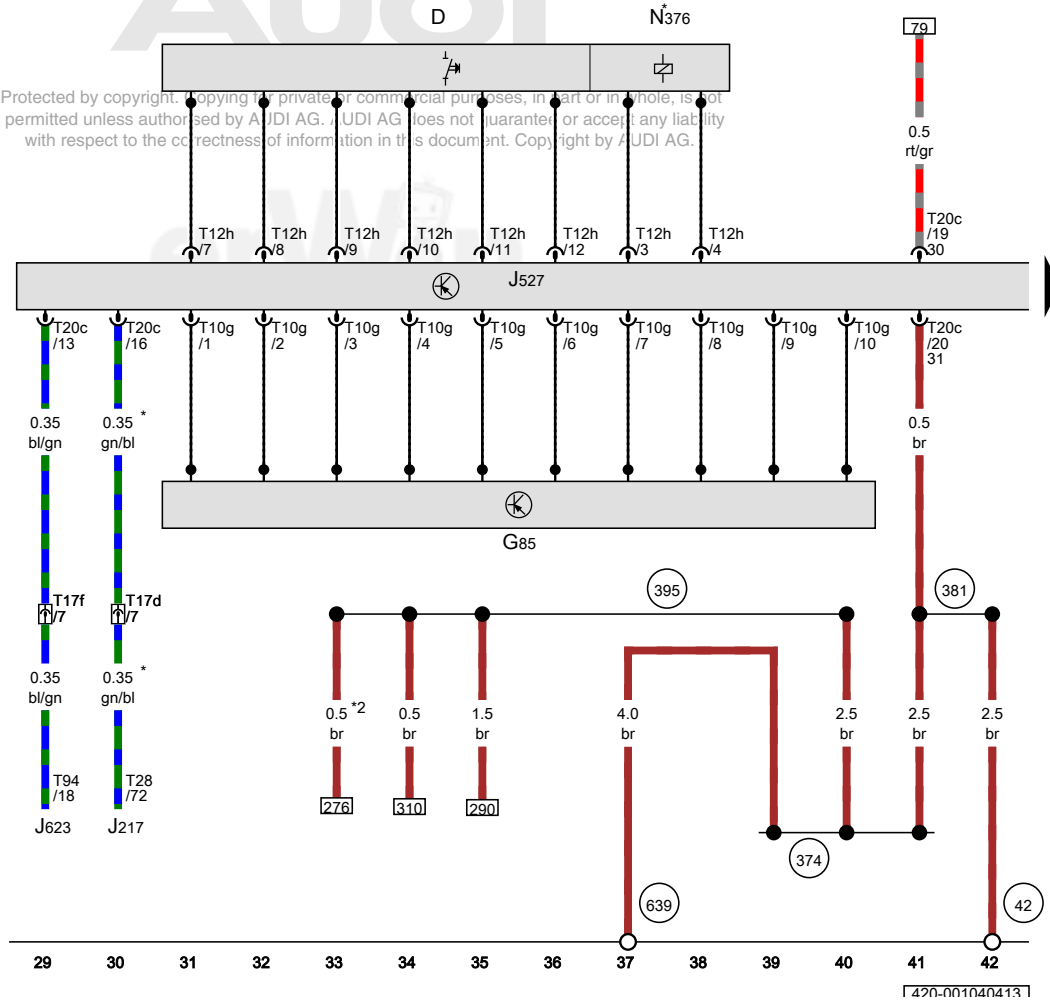 AUDI
D
N*376
79
Protected by copyright. Copying for private or commercial purposes, in part or in whole, is not
permitted unless authorised by AUDI AG. AUDI AG does not guarantee or accept any liability
with respect to the correctness of information in this document. Copyright by AUDI AG.
0.5
rt/gr
erWin
T12h T12h T12h T12h T12h T12h T12h T12h T20c
/7 /8 /9 /10 /11 /12 /3 /4 /19
30
J527
T20c T20c T10g T10g T10g T10g T10g T10g T10g T10g T10g T10g T20c
/13 /16 /1 /2 /3 /4 /5 /6 /7 /8 /9 /10 /20
31
0.35 0.35 * 0.5
bl/gn gn/bl br
G85
T17f T17d
/7 /7
395 381
0.35 0.35 *
bl/gn gn/bl
0.5 *2 0.5 1.5 4.0 2.5 2.5 2.5
br br br br br br br
T94 T28
/18 /72
276 310 290
J623 J217
374
639 42
29 30 31 32 33 34 35 36 37 38 39 40 41 42
420-001040413